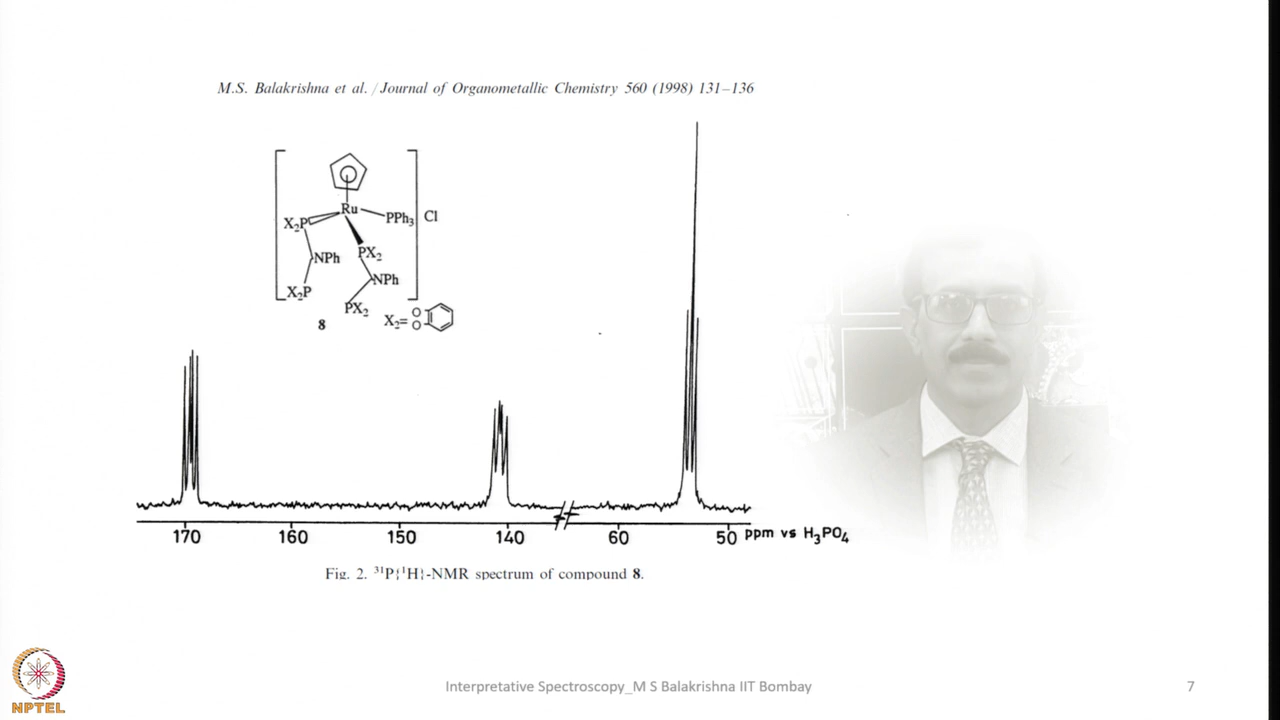 M.S. Balakrishna et al. / Journal of Organometallic Chemistry 560 (1998) 131–136
Ru
X₂P
PPh₃
Cl
PX₂
NPh
NPh
X₂P
PX₂
8
X₂=
O
O
170 160 150 140 60 50 ppm vs H₃PO₄
Fig. 2. ³¹P{¹H}-NMR spectrum of compound 8.
NPTEL
Interpretative Spectroscopy_M S Balakrishna IIT Bombay
7